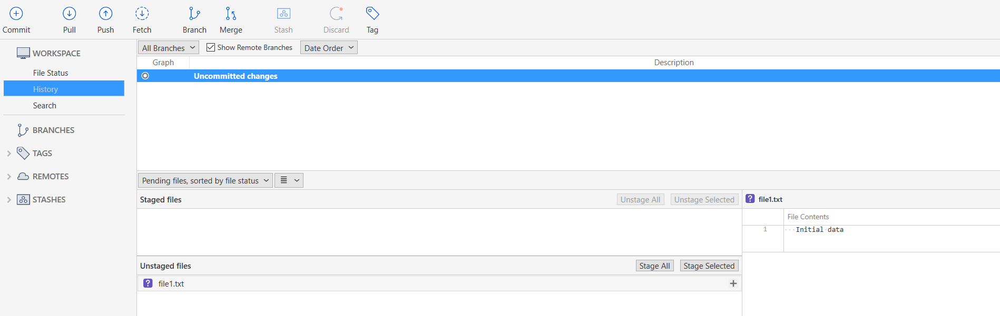 Commit Pull Push Fetch Branch Merge Stash Discard Tag
WORKSPACE
File Status
History
Search
BRANCHES
TAGS
REMOTES
STASHES
All Branches Show Remote Branches Date Order
Graph Description
Uncommitted changes
Pending files, sorted by file status
Staged files Unstage All Unstage Selected
Unstaged files Stage All Stage Selected
? file1.txt +
? file1.txt
File Contents
1 ···Initial·data